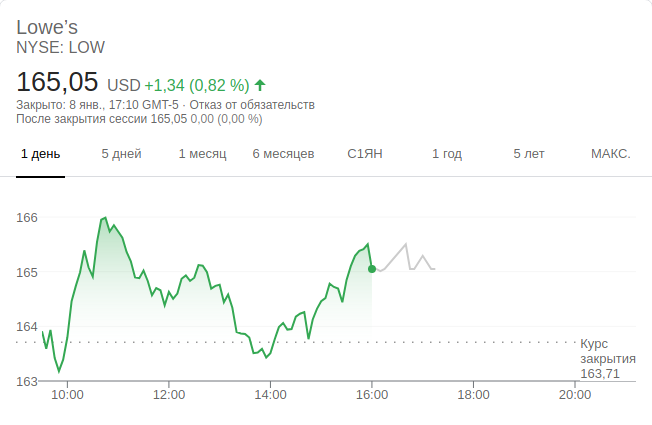 Lowe's
NYSE: LOW
165,05 USD +1,34 (0,82 %)
Закрыто: 8 янв., 17:10 GMT-5 · Отказ от обязательств
После закрытия сессии 165,05 0,00 (0,00 %)
1 день 5 дней 1 месяц 6 месяцев С1ЯН 1 год 5 лет МАКС.
166
165
164
163
Курс
закрытия
163,71
10:00 12:00 14:00 16:00 18:00 20:00